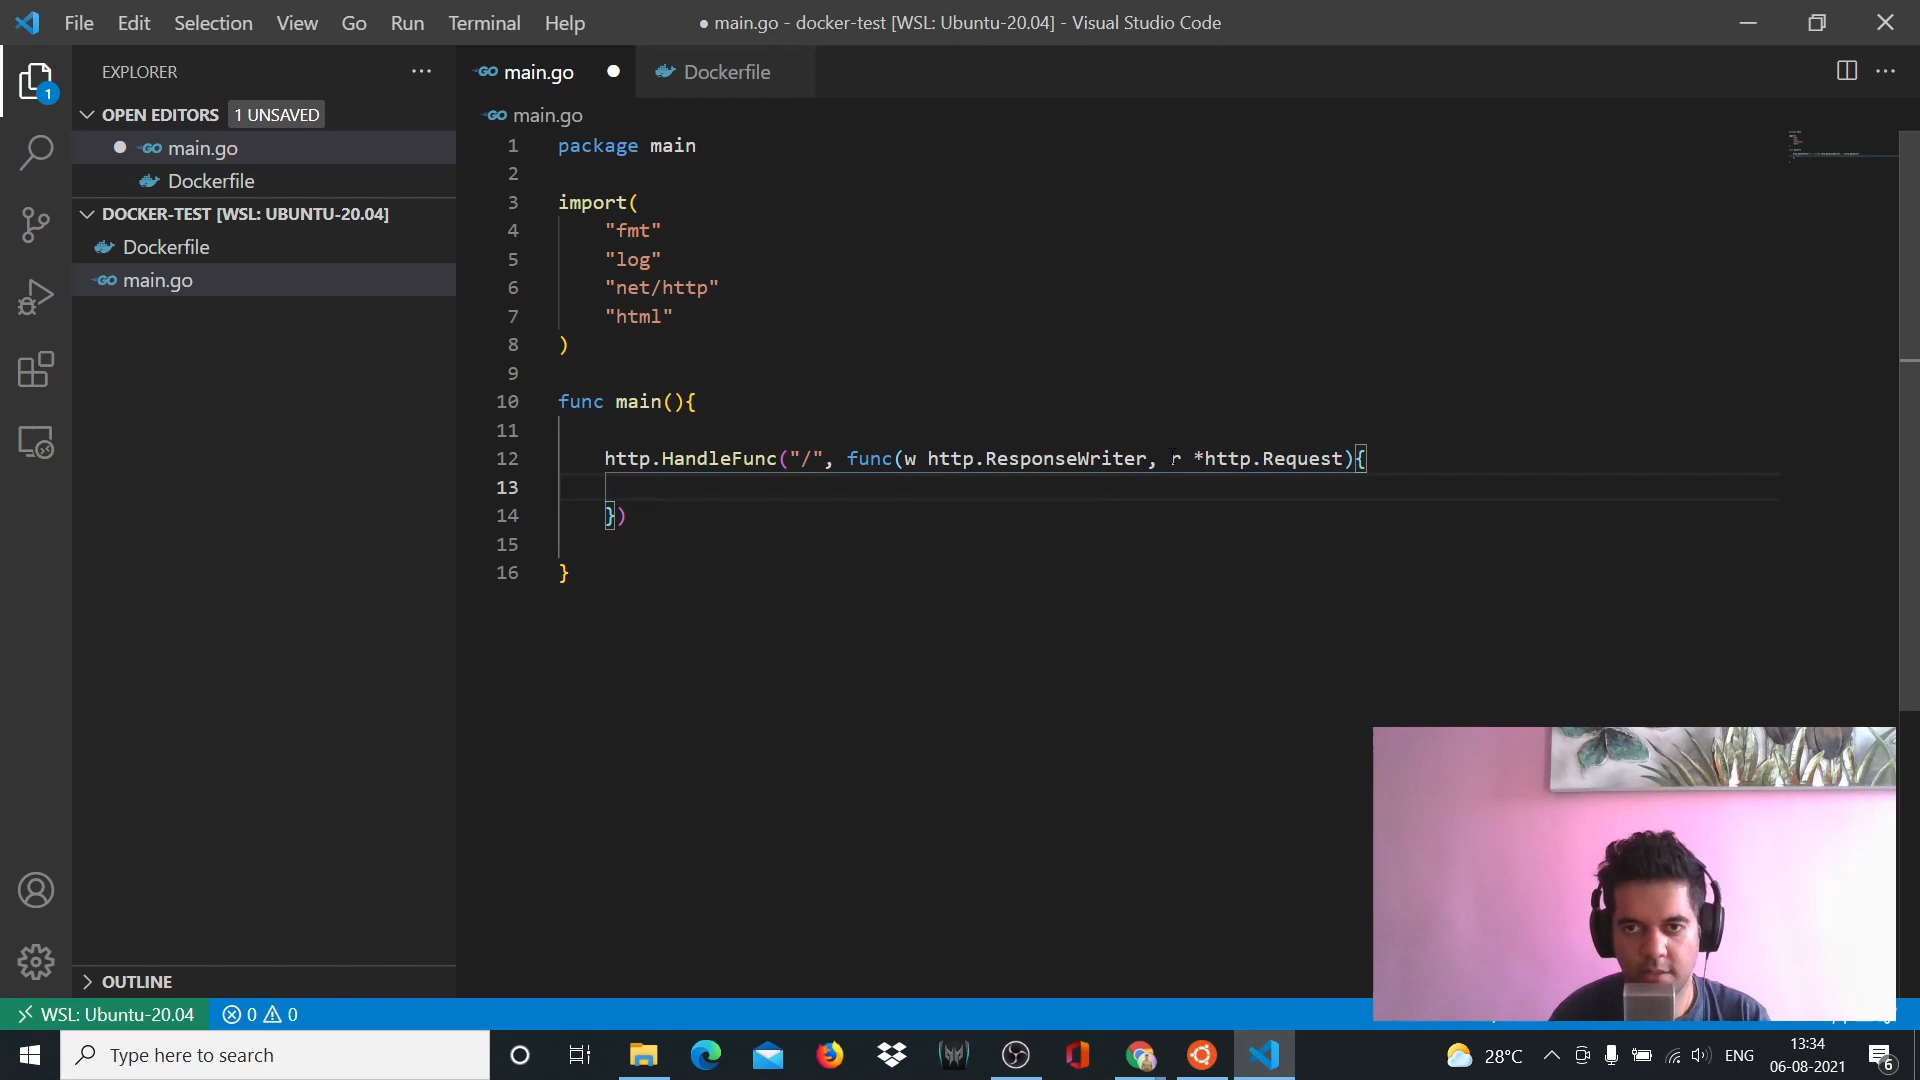 File Edit Selection View Go Run Terminal Help
● main.go - docker-test [WSL: Ubuntu-20.04] - Visual Studio Code
EXPLORER
1
OPEN EDITORS 1 UNSAVED
main.go
Dockerfile
DOCKER-TEST [WSL: UBUNTU-20.04]
Dockerfile
main.go
OUTLINE
main.go
Dockerfile
main.go
1 package main
2
3 import(
4 "fmt"
5 "log"
6 "net/http"
7 "html"
8 )
9
10 func main(){
11
12 http.HandleFunc("/", func(w http.ResponseWriter, r *http.Request){
13
14 })
15
16 }
WSL: Ubuntu-20.04 0 0
Type here to search
28°C
ENG
13:34
06-08-2021
6